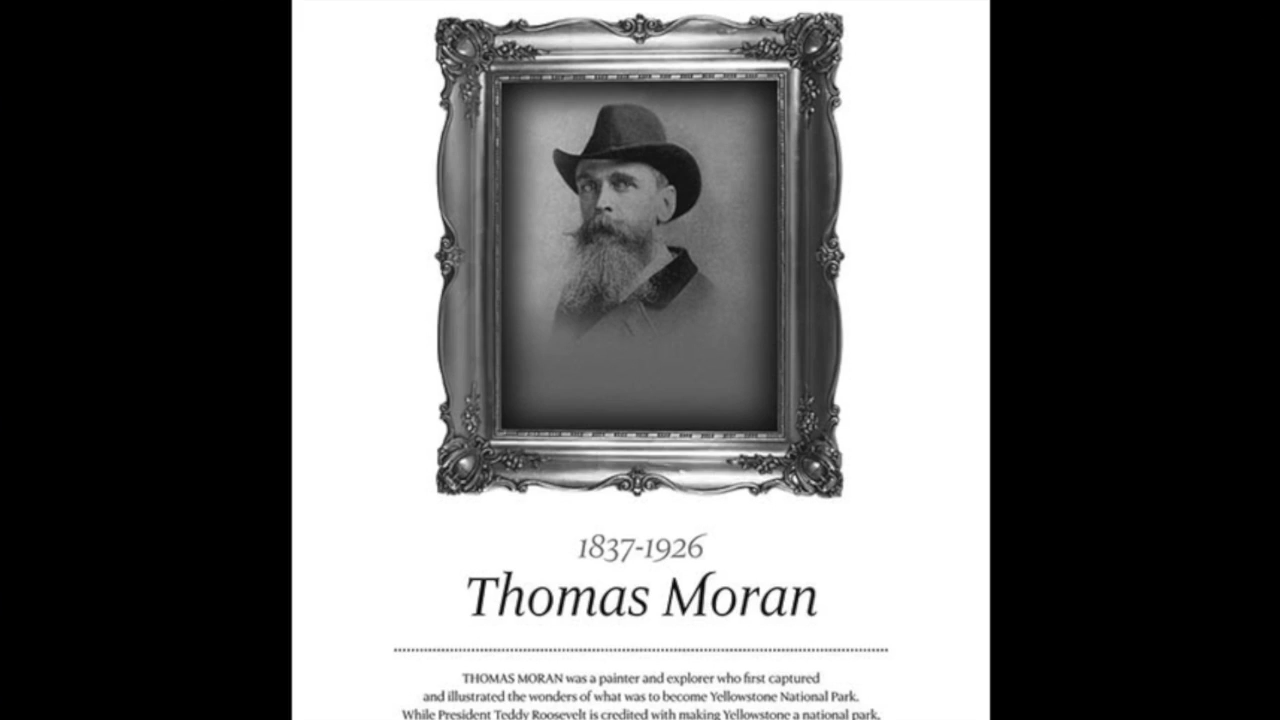 1837-1926
Thomas Moran
THOMAS MORAN was a painter and explorer who first captured
and illustrated the wonders of what was to become Yellowstone National Park.
While President Teddy Roosevelt is credited with making Yellowstone a national park,